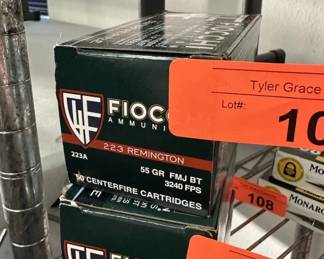 Tyler Grace
Lot#:
10
FIOCC
AMMUNI
223 REMINGTON
223A
55 GR FMJ BT
3240 FPS
50 CENTERFIRE CARTRIDGES
108
MONAR
MONARC